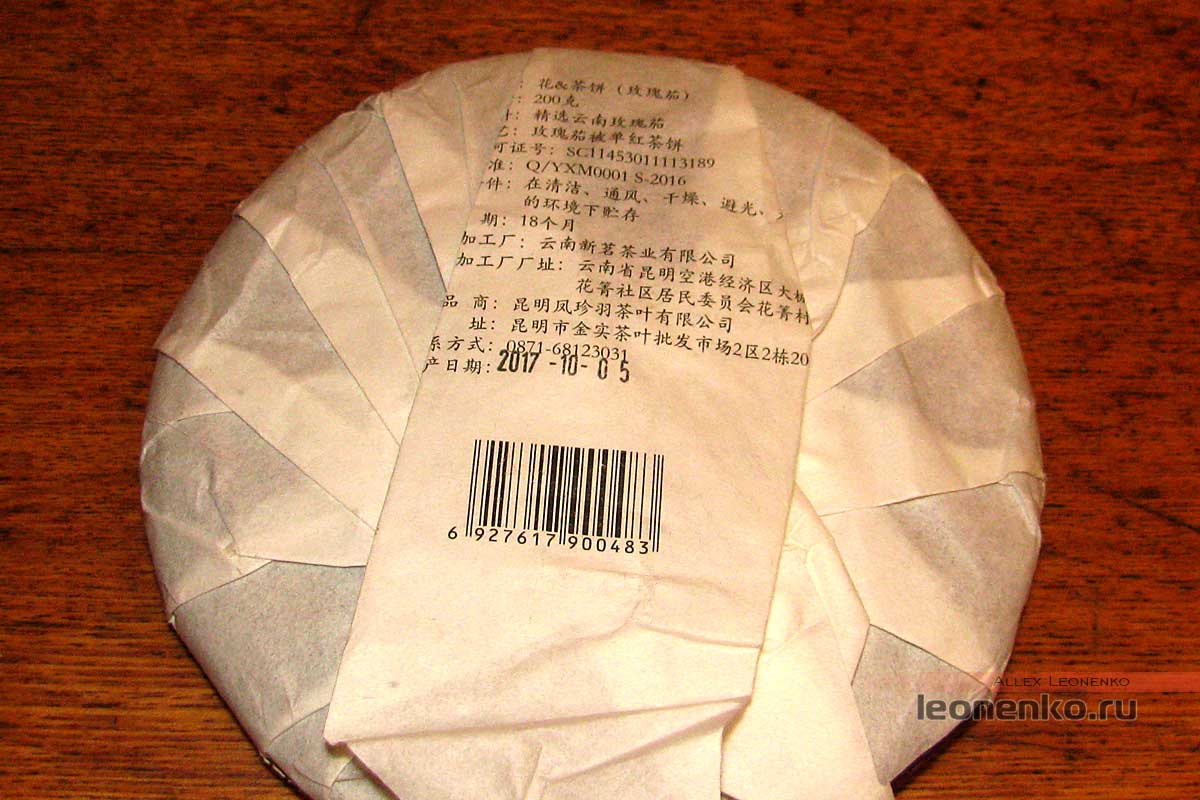 ：花&茶饼（玫瑰茄）
：200克
：精选云南玫瑰茄
艺：玫瑰茄被单红茶饼
可证号：SC11453011113189
准：Q/YXM0001 S-2016
件：在清洁、通风、干燥、避光、
的环境下贮存
期：18个月
加工厂：云南新茗茶业有限公司
加工厂厂址：云南省昆明空港经济区大板
花箐社区居民委员会花箐村
品 商：昆明凤珍羽茶叶有限公司
址：昆明市金实茶叶批发市场2区2栋20
系方式：0871-68123031
产日期：2017-10-05
6 927617 900483
ALLEX LEONENKO
leonenko.ru